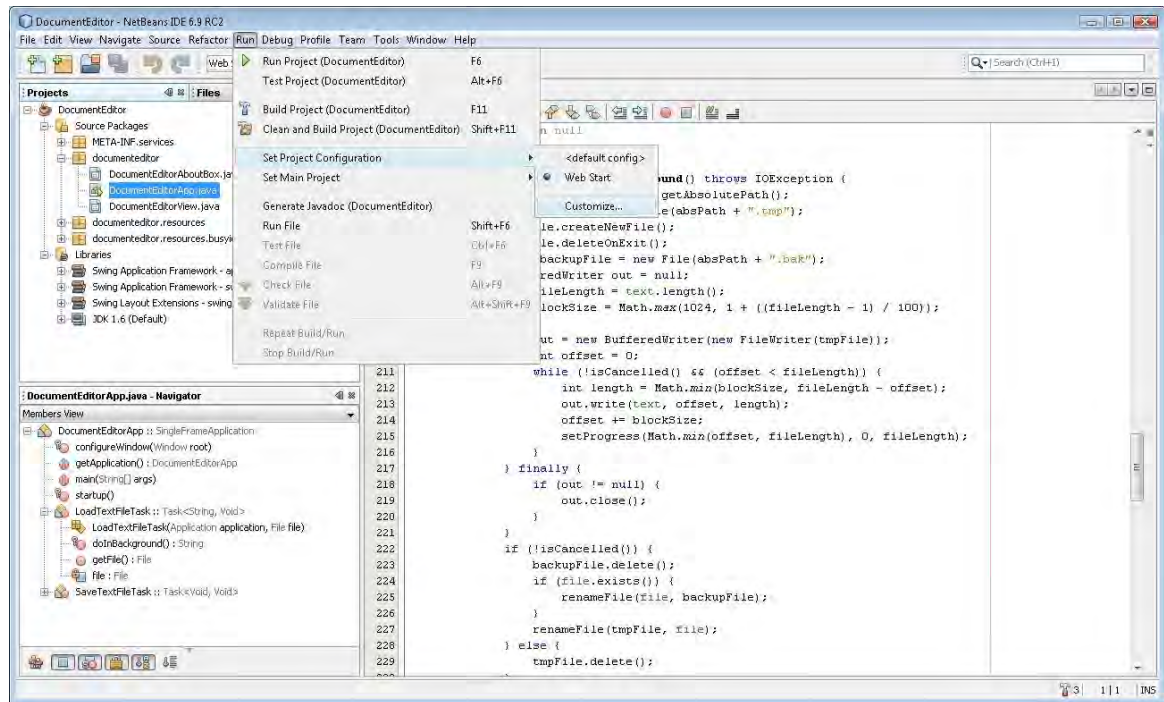 DocumentEditor - NetBeans IDE 6.9 RC2
File Edit View Navigate Source Refactor Run Debug Profile Team Tools Window Help
Web
Search (Ctrl+I)
Run Project (DocumentEditor) F6
Test Project (DocumentEditor) Alt+F6
Build Project (DocumentEditor) F11
Clean and Build Project (DocumentEditor) Shift+F11
Set Project Configuration
Set Main Project
Generate Javadoc (DocumentEditor)
Run File Shift+F6
Test File Ctrl+F6
Compile File F9
Check File Alt+F9
Validate File Alt+Shift+F9
Repeat Build/Run
Stop Build/Run
<default config>
Web Start
Customize...
Projects Files
DocumentEditor
Source Packages
META-INF.services
documenteditor
DocumentEditorAboutBox.ja
DocumentEditorApp.java
DocumentEditorView.java
documenteditor.resources
documenteditor.resources.busyi
Libraries
Swing Application Framework - a
Swing Application Framework - s
Swing Layout Extensions - swing
JDK 1.6 (Default)
DocumentEditorApp.java - Navigator
Members View
DocumentEditorApp :: SingleFrameApplication
configureWindow(Window root)
getApplication() : DocumentEditorApp
main(String[] args)
startup()
LoadTextFileTask :: Task<String, Void>
LoadTextFileTask(Application application, File file)
doInBackground() : String
getFile() : File
file : File
SaveTextFileTask :: Task<Void, Void>
n null
und() throws IOException {
getAbsolutePath();
e(absPath + ".tmp");
le.createNewFile();
le.deleteOnExit();
backupFile = new File(absPath + ".bak");
redWriter out = null;
ileLength = text.length();
lockSize = Math.max(1024, 1 + ((fileLength - 1) / 100));
ut = new BufferedWriter(new FileWriter(tmpFile));
nt offset = 0;
211 while (!isCancelled() && (offset < fileLength)) {
212 int length = Math.min(blockSize, fileLength - offset);
213 out.write(text, offset, length);
214 offset += blockSize;
215 setProgress(Math.min(offset, fileLength), 0, fileLength);
216 }
217 } finally {
218 if (out != null) {
219 out.close();
220 }
221 }
222 if (!isCancelled()) {
223 backupFile.delete();
224 if (file.exists()) {
225 renameFile(file, backupFile);
226 }
227 renameFile(tmpFile, file);
228 } else {
229 tmpFile.delete();
3 1|1 INS